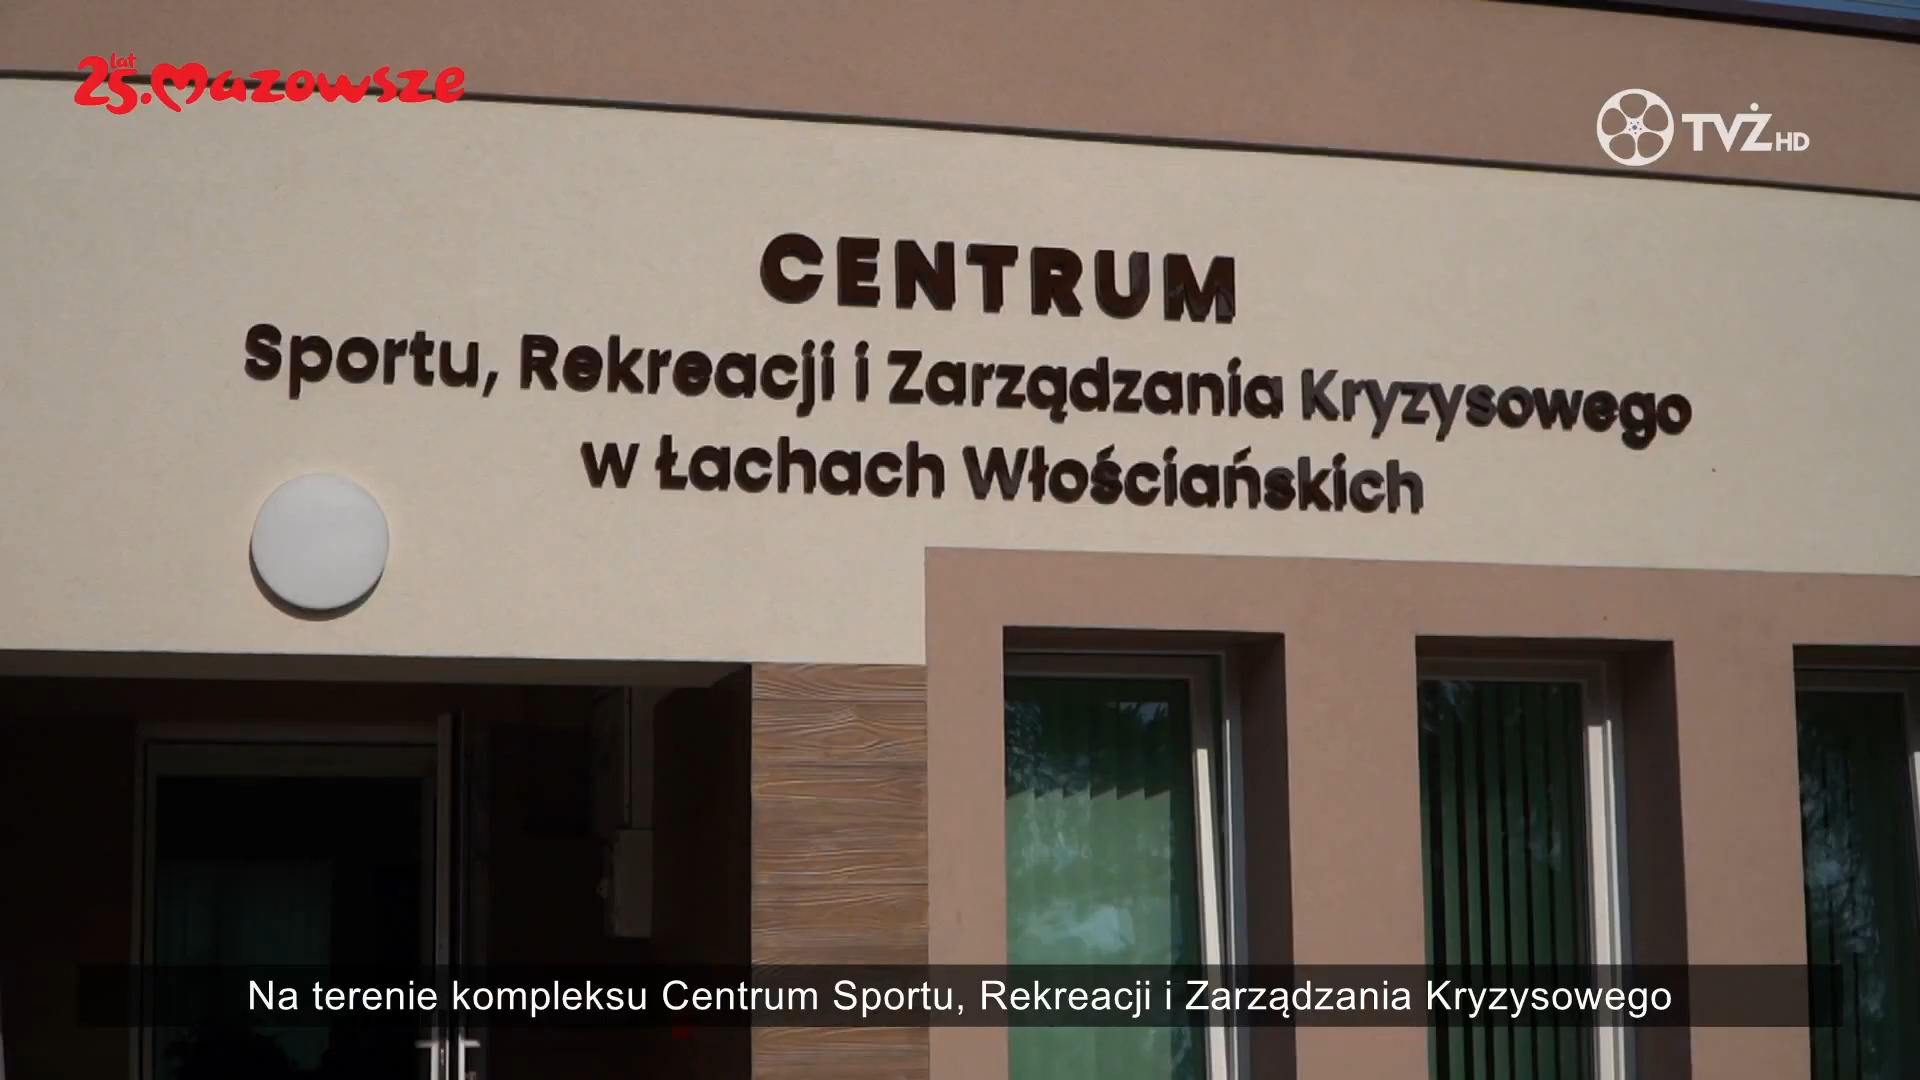 25 lat Mazowsze
TVŻ HD
CENTRUM
Sportu, Rekreacji i Zarządzania Kryzysowego
w Łachach Włościańskich
Na terenie kompleksu Centrum Sportu, Rekreacji i Zarządzania Kryzysowego